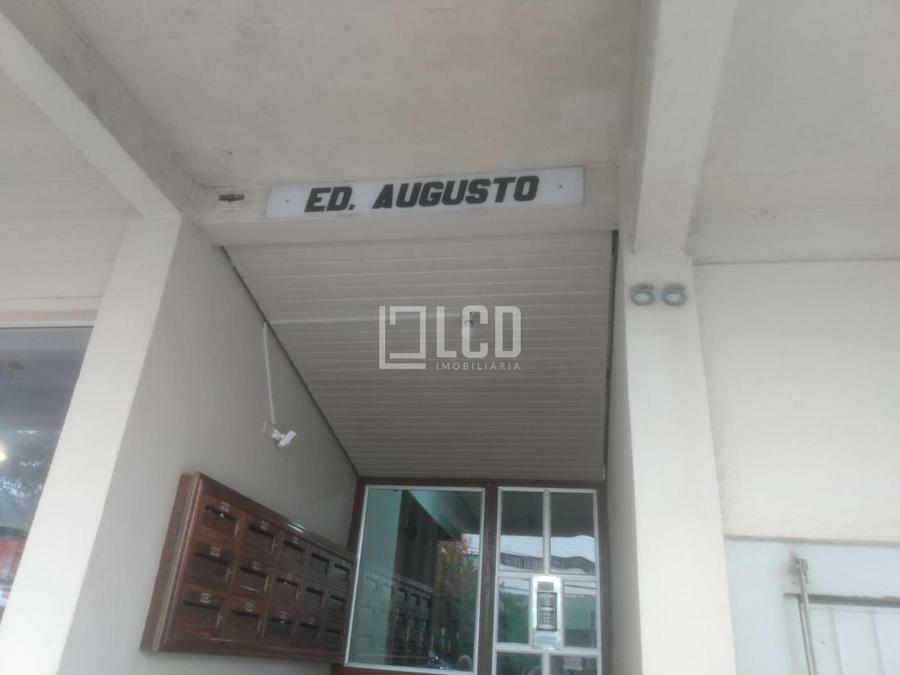 ED. AUGUSTO
66
LCD
IMOBILIÁRIA